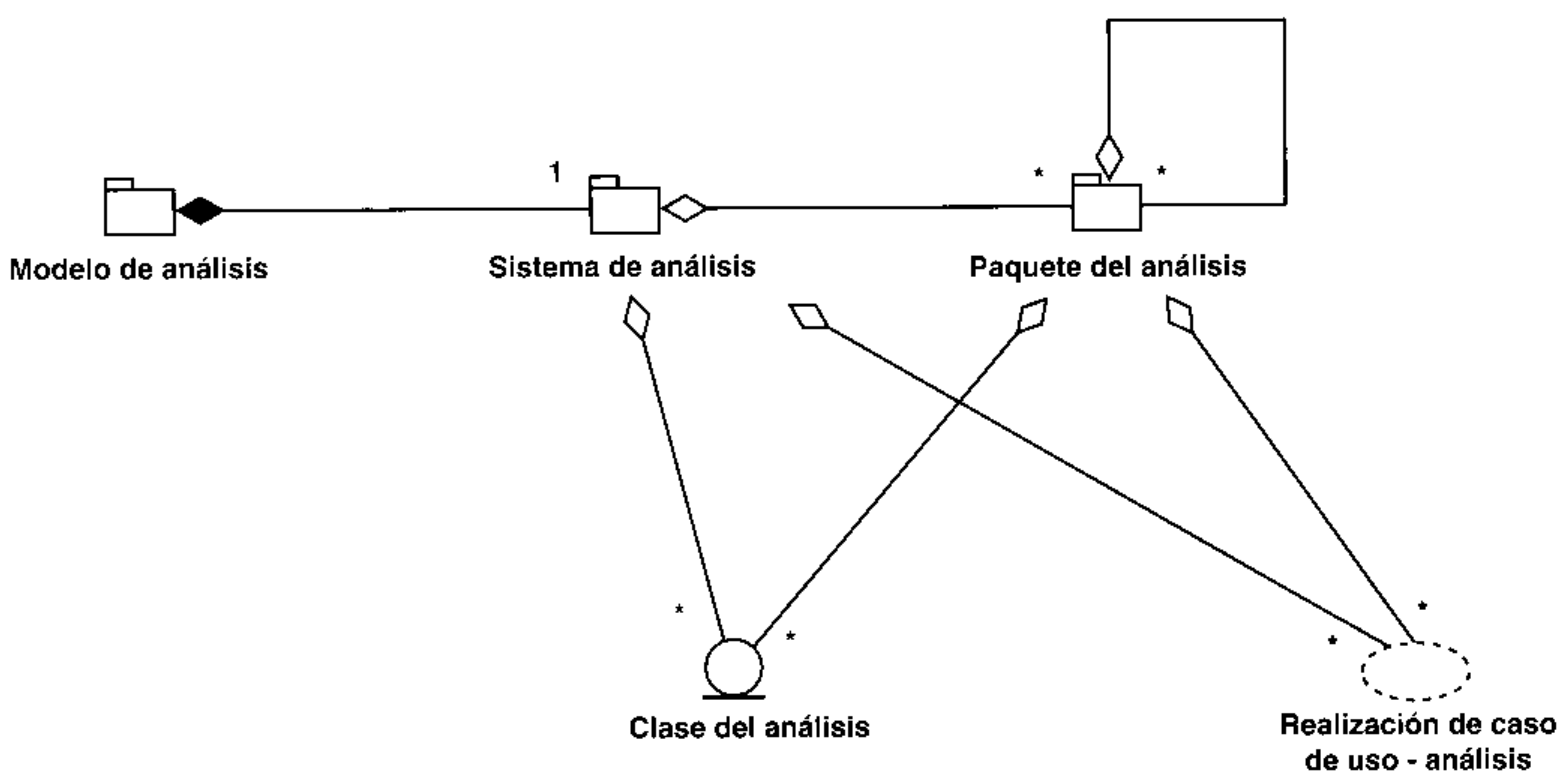 1
*
*
Modelo de análisis
Sistema de análisis
Paquete del análisis
*
*
*
*
Clase del análisis
Realización de caso
de uso - análisis